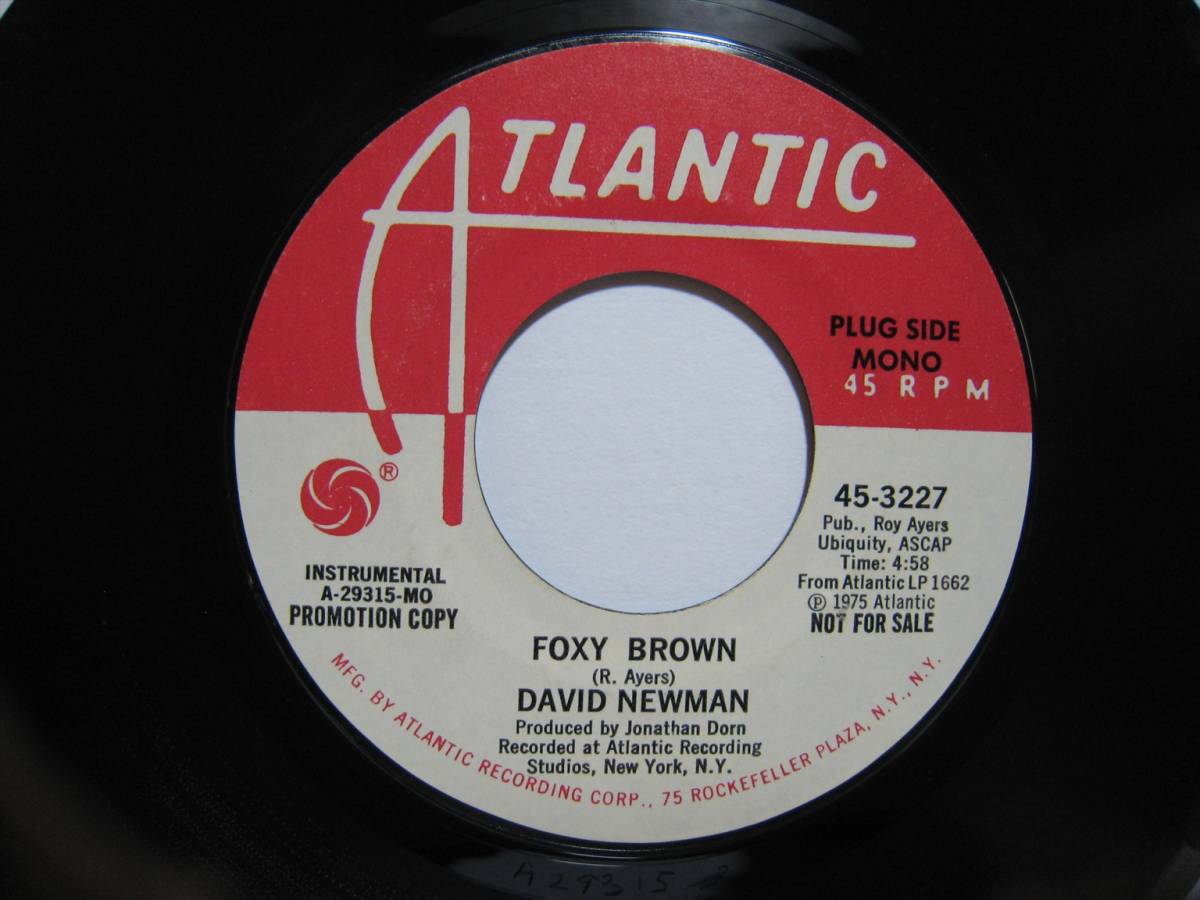 ATLANTIC
PLUG SIDE
MONO
45 RPM
®
45-3227
Pub., Roy Ayers
Ubiquity, ASCAP
Time: 4:58
From Atlantic LP 1662
℗ 1975 Atlantic
NOT FOR SALE
INSTRUMENTAL
A-29315-MO
PROMOTION COPY
FOXY BROWN
(R. Ayers)
DAVID NEWMAN
Produced by Jonathan Dorn
Recorded at Atlantic Recording
Studios, New York, N.Y.
MFG. BY ATLANTIC RECORDING CORP., 75 ROCKEFELLER PLAZA, N.Y., N.Y.
A29315